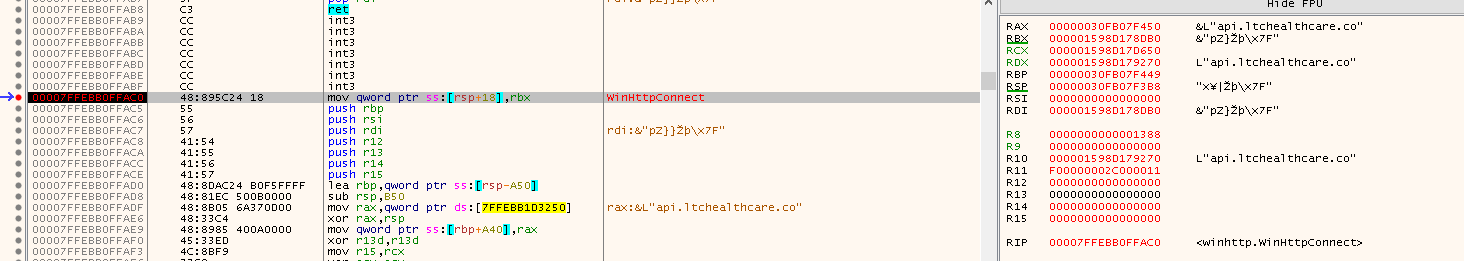 Hide FPU
00007FFEBB0FFAB8 C3 ret
00007FFEBB0FFAB9 CC int3
00007FFEBB0FFABA CC int3
00007FFEBB0FFABB CC int3
00007FFEBB0FFABC CC int3
00007FFEBB0FFABD CC int3
00007FFEBB0FFABE CC int3
00007FFEBB0FFABF CC int3
00007FFEBB0FFAC0 48:895C24 18 mov qword ptr ss:[rsp+18],rbx WinHttpConnect
00007FFEBB0FFAC5 55 push rbp
00007FFEBB0FFAC6 56 push rsi
00007FFEBB0FFAC7 57 push rdi rdi:&"pZ}}Žþ\x7F"
00007FFEBB0FFAC8 41:54 push r12
00007FFEBB0FFACA 41:55 push r13
00007FFEBB0FFACC 41:56 push r14
00007FFEBB0FFACE 41:57 push r15
00007FFEBB0FFAD0 48:8DAC24 B0F5FFFF lea rbp,qword ptr ss:[rsp-A50]
00007FFEBB0FFAD8 48:81EC 500B0000 sub rsp,B50
00007FFEBB0FFADF 48:8B05 6A370D00 mov rax,qword ptr ds:[7FFEBB1D3250] rax:&L"api.ltchealthcare.co"
00007FFEBB0FFAE6 48:33C4 xor rax,rsp
00007FFEBB0FFAE9 48:8985 400A0000 mov qword ptr ss:[rbp+A40],rax
00007FFEBB0FFAF0 45:33ED xor r13d,r13d
00007FFEBB0FFAF3 4C:8BF9 mov r15,rcx
RAX 00000030FB07F450 &L"api.ltchealthcare.co"
RBX 000001598D178DB0 &"pZ}Žþ\x7F"
RCX 000001598D17D650
RDX 000001598D179270 L"api.ltchealthcare.co"
RBP 00000030FB07F449
RSP 00000030FB07F3B8 "x¥|Žþ\x7F"
RSI 0000000000000000
RDI 000001598D178DB0 &"pZ}Žþ\x7F"
R8 0000000000001388
R9 0000000000000000
R10 000001598D179270 L"api.ltchealthcare.co"
R11 F00000002C000011
R12 0000000000000000
R13 0000000000000000
R14 0000000000000000
R15 0000000000000000
RIP 00007FFEBB0FFAC0 <winhttp.WinHttpConnect>